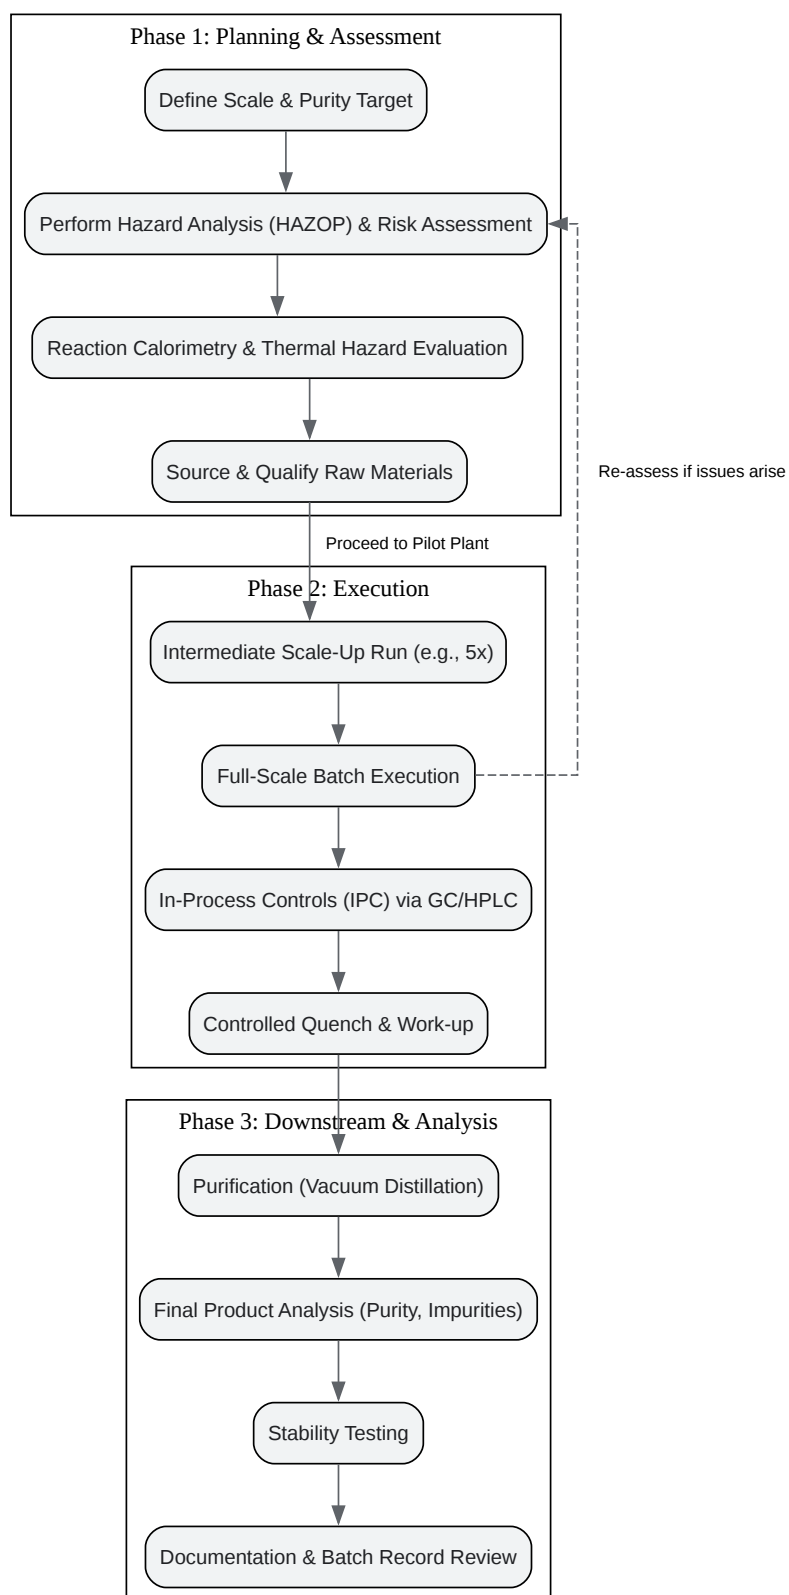 Phase 1: Planning & Assessment
Define Scale & Purity Target
Perform Hazard Analysis (HAZOP) & Risk Assessment
Reaction Calorimetry & Thermal Hazard Evaluation
Source & Qualify Raw Materials
Re-assess if issues arise
Proceed to Pilot Plant
Phase 2: Execution
Intermediate Scale-Up Run (e.g., 5x)
Full-Scale Batch Execution
In-Process Controls (IPC) via GC/HPLC
Controlled Quench & Work-up
Phase 3: Downstream & Analysis
Purification (Vacuum Distillation)
Final Product Analysis (Purity, Impurities)
Stability Testing
Documentation & Batch Record Review